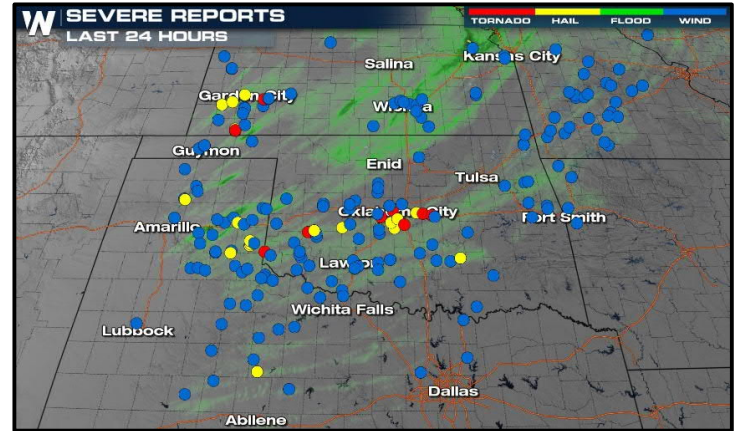 W SEVERE REPORTS
LAST 24 HOURS
TORNADO HAIL FLOOD WIND
Kansas City
Salina
Garden City
Wichita
Guymon
Enid
Tulsa
Oklahoma City
Amarillo
Fort Smith
Lawton
Wichita Falls
Lubbock
Dallas
Abilene